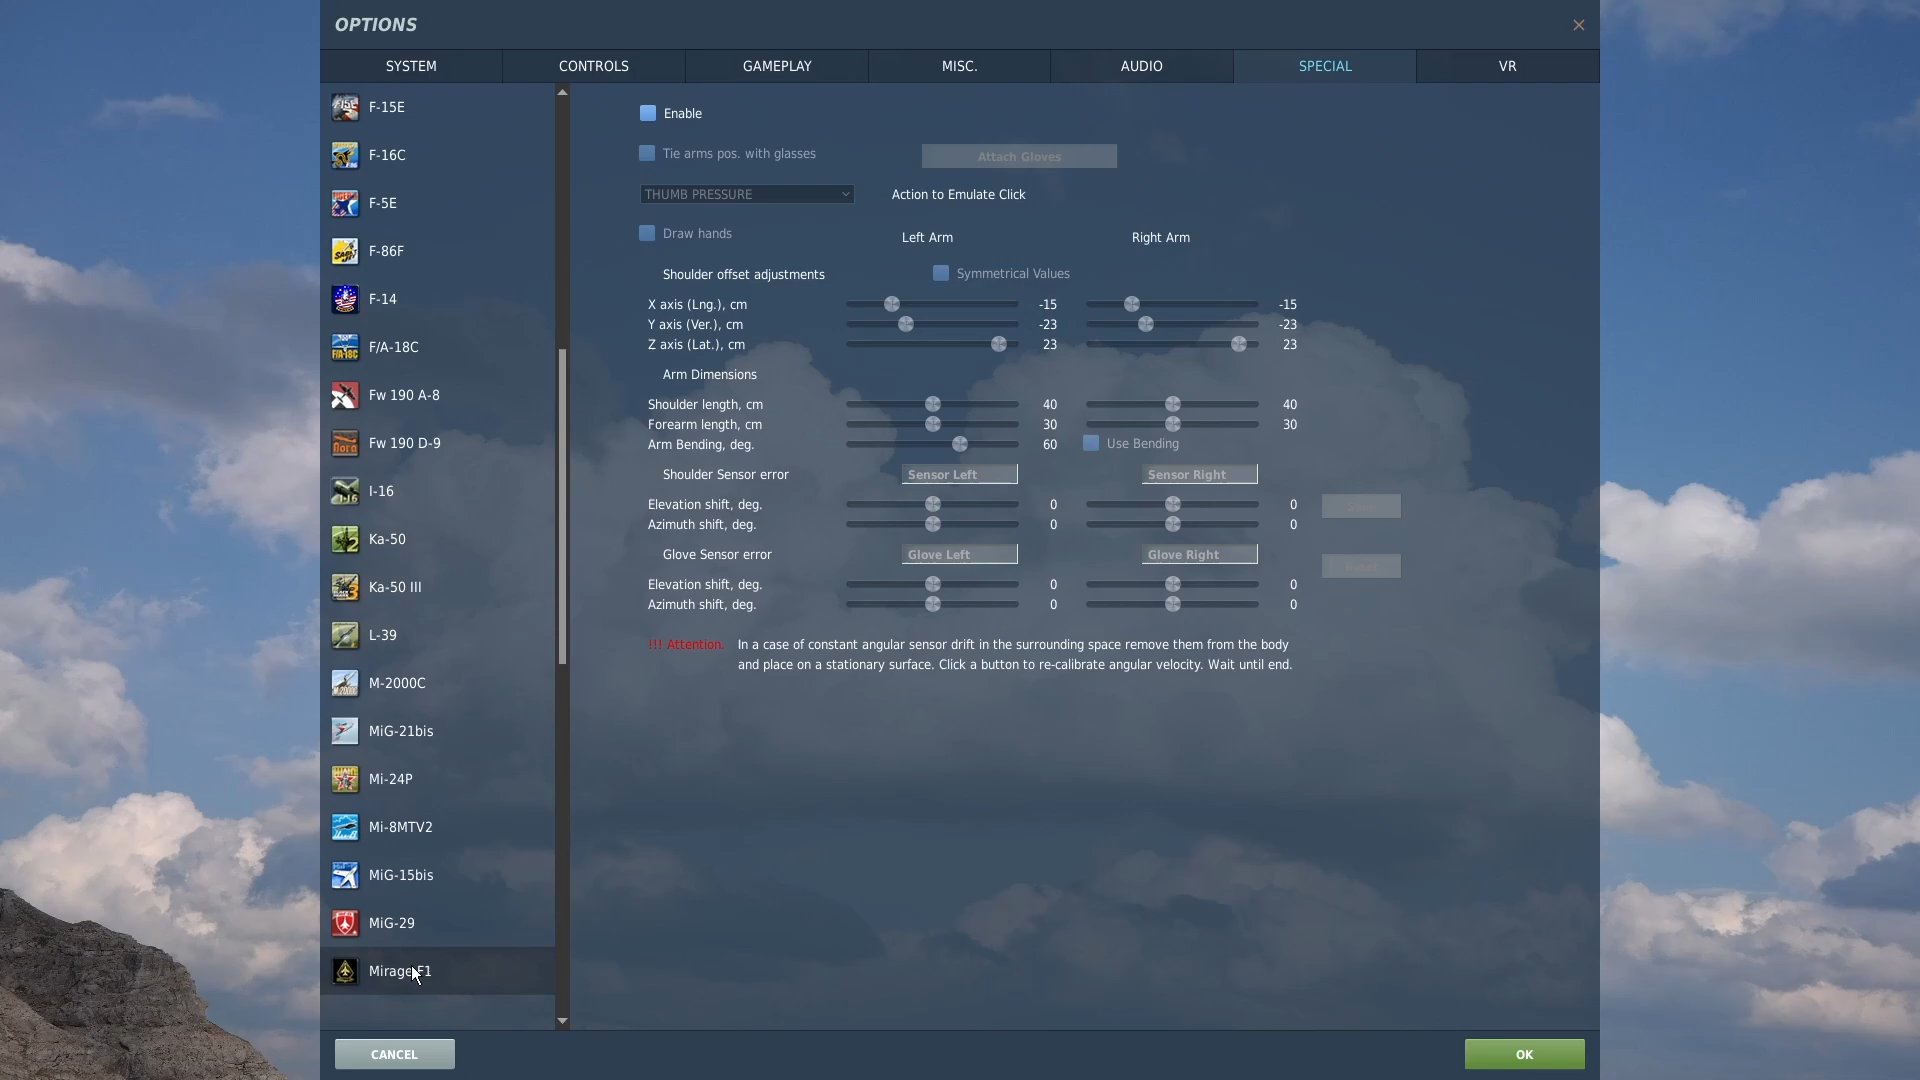 OPTIONS
SYSTEM CONTROLS GAMEPLAY MISC. AUDIO SPECIAL VR
F-15E
F-16C
F-5E
F-86F
F-14
F/A-18C
Fw 190 A-8
Fw 190 D-9
I-16
Ka-50
Ka-50 III
L-39
M-2000C
MiG-21bis
Mi-24P
Mi-8MTV2
MiG-15bis
MiG-29
Mirage F1
Enable
Tie arms pos. with glasses Attach Gloves
THUMB PRESSURE Action to Emulate Click
Draw hands Left Arm Right Arm
Shoulder offset adjustments Symmetrical Values
X axis (Lng.), cm -15 -15
Y axis (Ver.), cm -23 -23
Z axis (Lat.), cm 23 23
Arm Dimensions
Shoulder length, cm 40 40
Forearm length, cm 30 30
Arm Bending, deg. 60 Use Bending
Shoulder Sensor error Sensor Left Sensor Right
Elevation shift, deg. 0 0
Azimuth shift, deg. 0 0
Glove Sensor error Glove Left Glove Right
Elevation shift, deg. 0 0
Azimuth shift, deg. 0 0
!!! Attention. In a case of constant angular sensor drift in the surrounding space remove them from the body
and place on a stationary surface. Click a button to re-calibrate angular velocity. Wait until end.
CANCEL OK